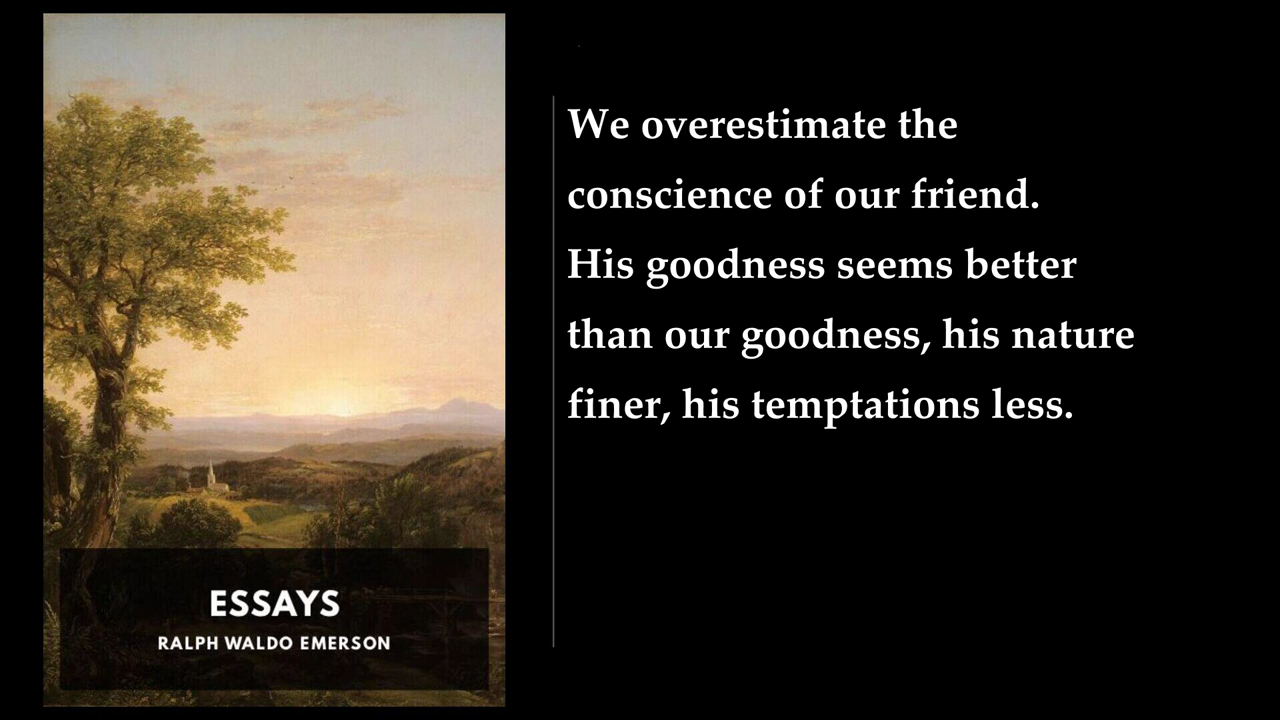 ESSAYS
RALPH WALDO EMERSON
We overestimate the
conscience of our friend.
His goodness seems better
than our goodness, his nature
finer, his temptations less.